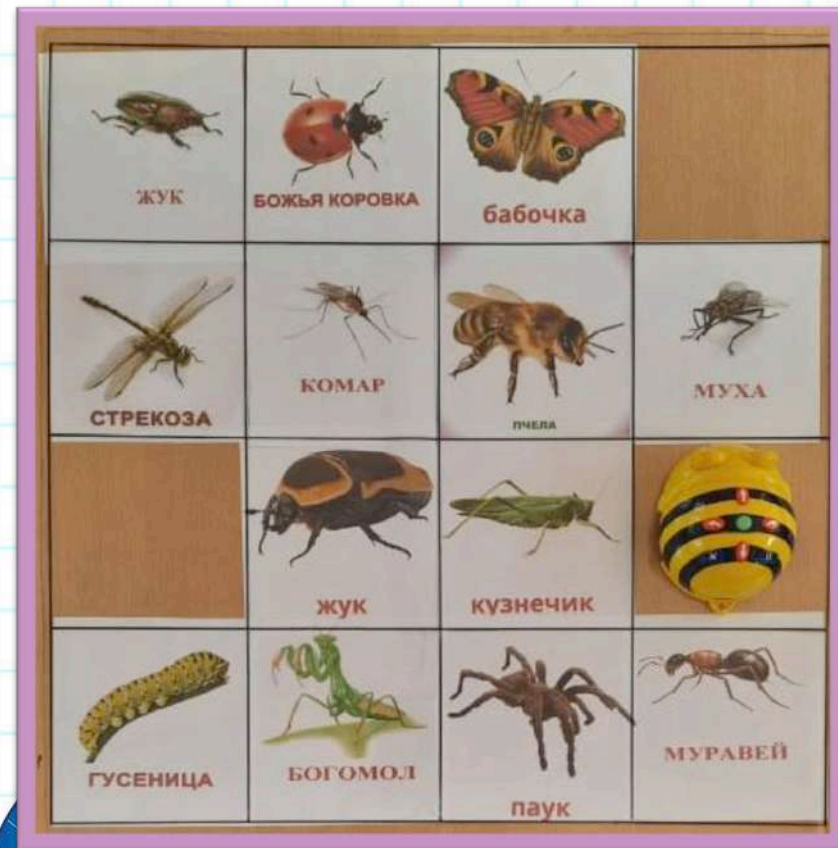 ЖУК
БОЖЬЯ КОРОВКА
бабочка
СТРЕКОЗА
КОМАР
ПЧЕЛА
МУХА
жук
кузнечик
ГУСЕНИЦА
БОГОМОЛ
паук
МУРАВЕЙ